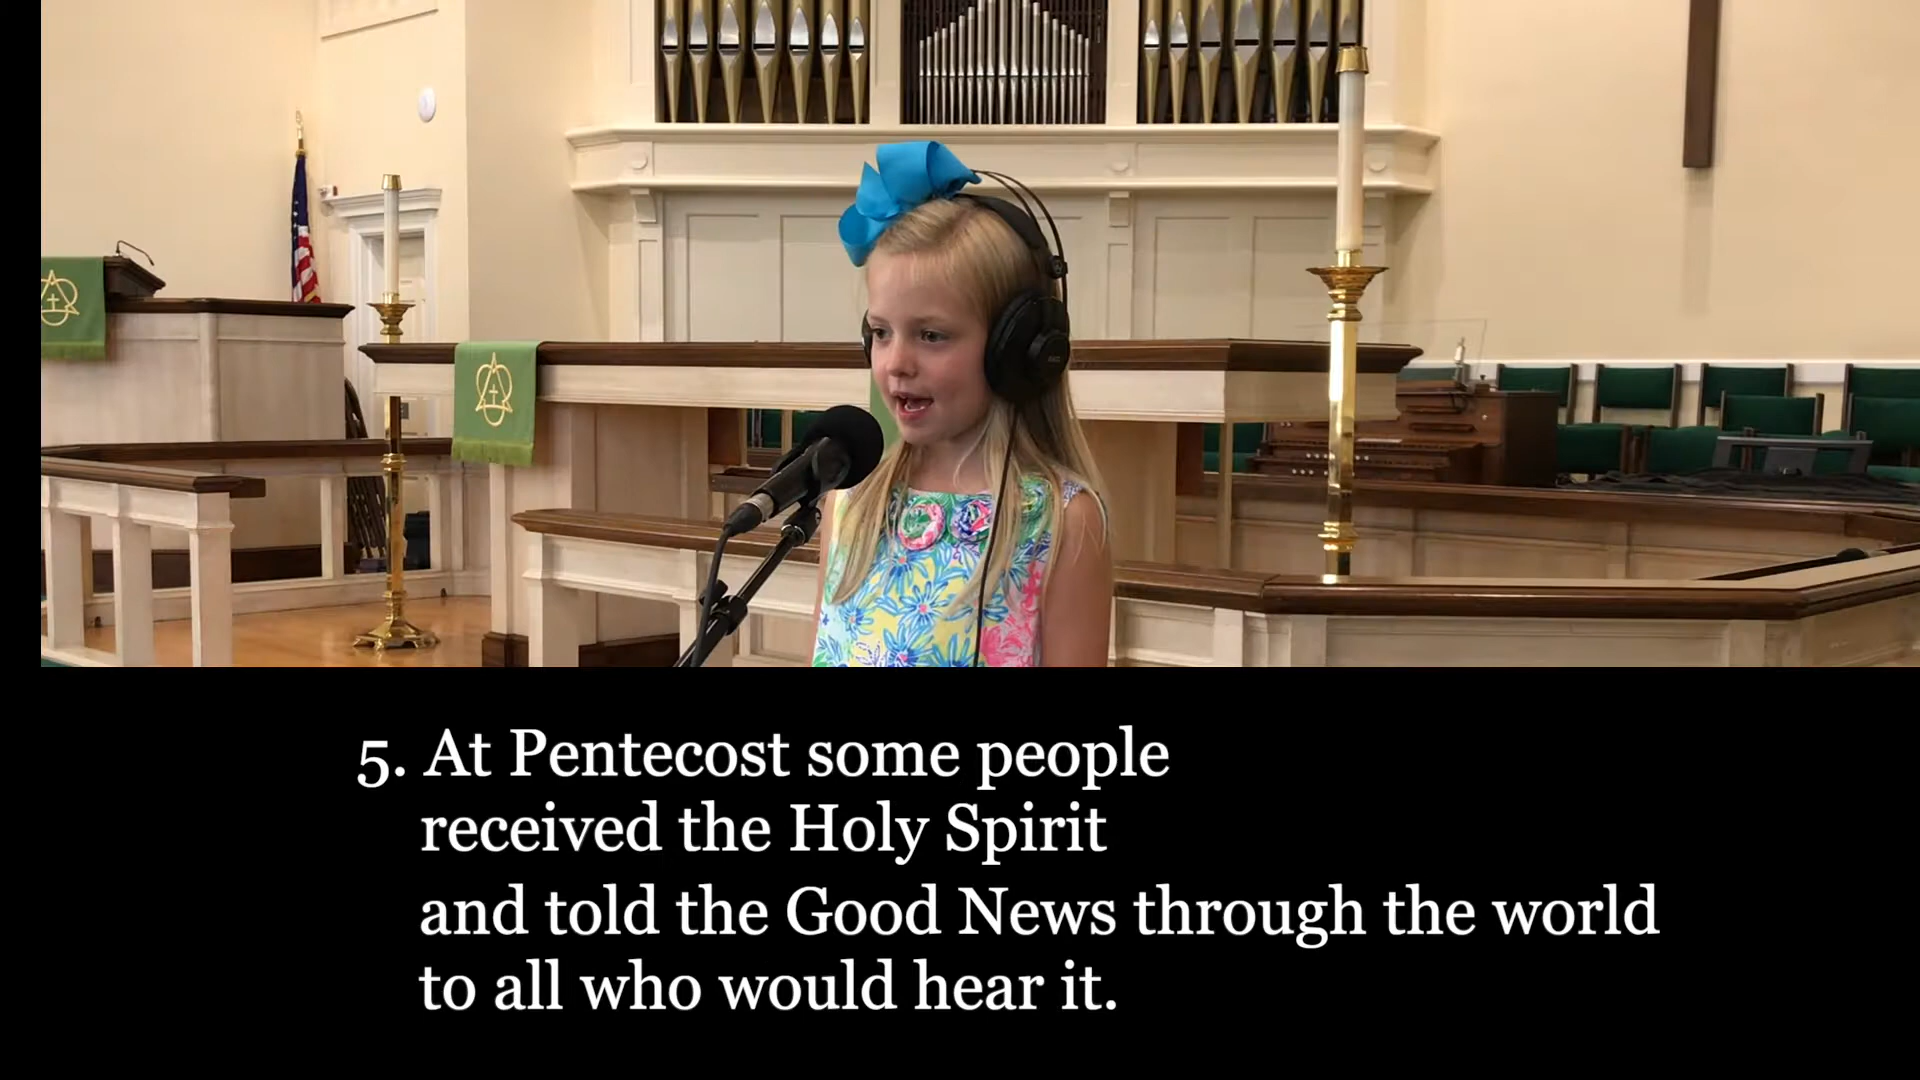 5. At Pentecost some people
received the Holy Spirit
and told the Good News through the world
to all who would hear it.